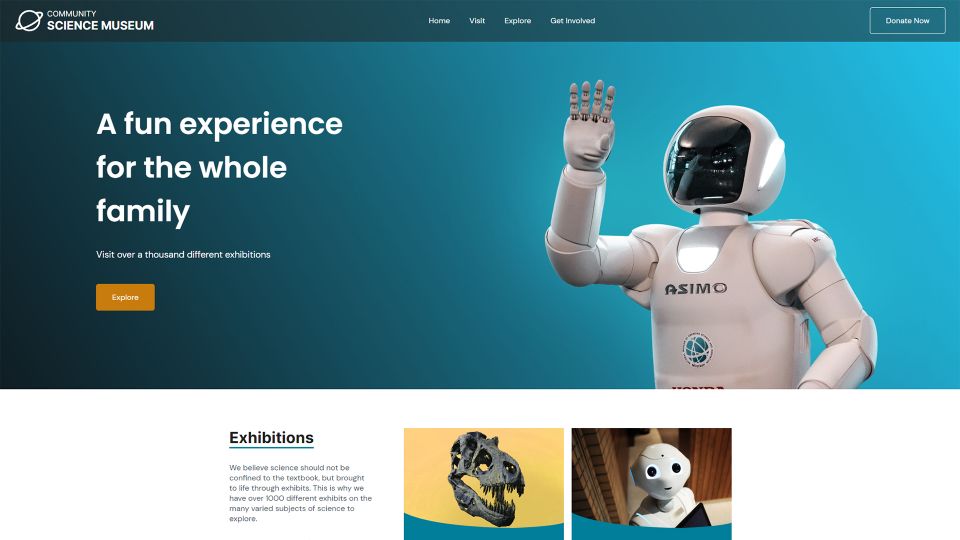 COMMUNITY
SCIENCE MUSEUM
Home Visit Explore Get Involved
Donate Now
A fun experience
for the whole
family
Visit over a thousand different exhibitions
Explore
ASIMO
HONDA
Exhibitions
We believe science should not be
confined to the textbook, but brought
to life through exhibits. This is why we
have over 1000 different exhibits on the
many varied subjects of science to
explore.